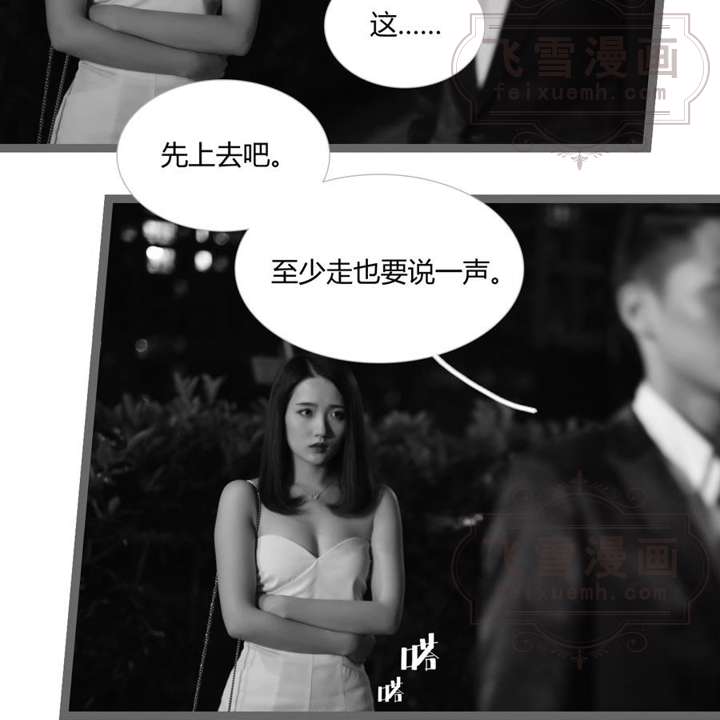 这……
飞雪漫画
feixuemh.com
先上去吧。
至少走也要说一声。
飞雪漫画
feixuemh.com
嗒
嗒